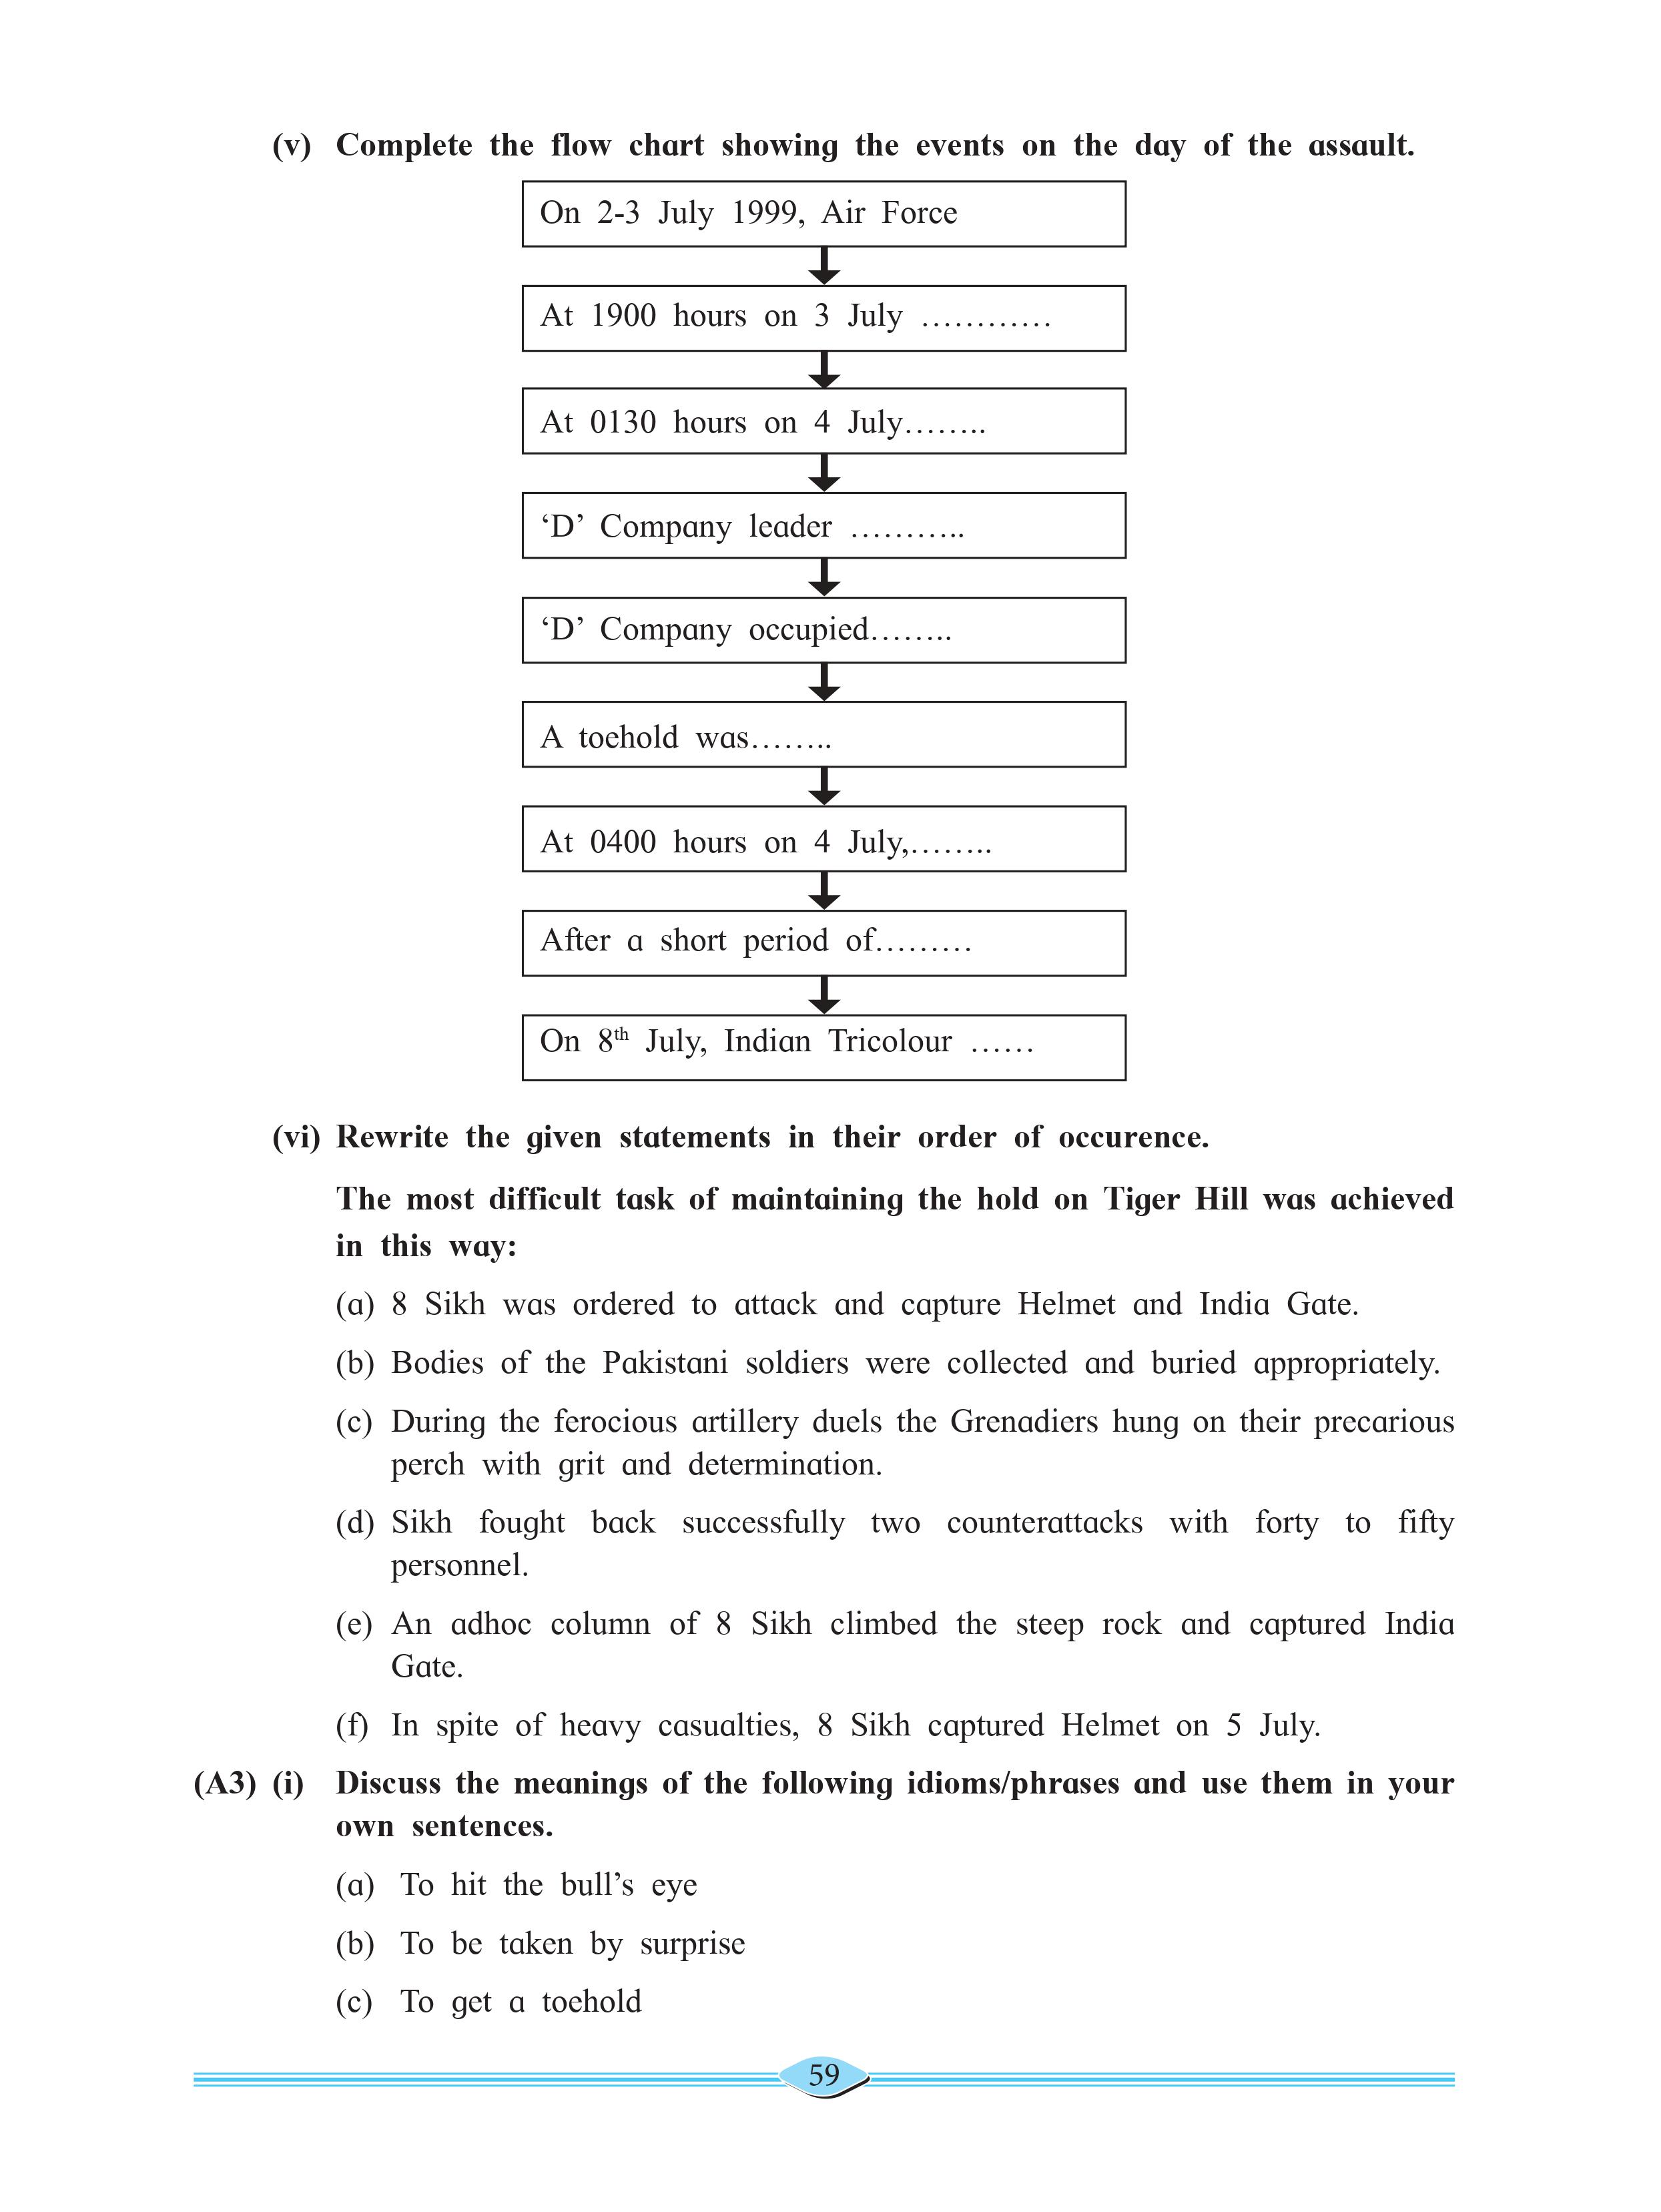 (v) Complete the flow chart showing the events on the day of the assault.
On 2-3 July 1999, Air Force
At 1900 hours on 3 July …………
At 0130 hours on 4 July……..
‘D’ Company leader ………..
‘D’ Company occupied……..
A toehold was……..
At 0400 hours on 4 July,……..
After a short period of………
On 8th July, Indian Tricolour ……
(vi) Rewrite the given statements in their order of occurence.
The most difficult task of maintaining the hold on Tiger Hill was achieved
in this way:
(a) 8 Sikh was ordered to attack and capture Helmet and India Gate.
(b) Bodies of the Pakistani soldiers were collected and buried appropriately.
(c) During the ferocious artillery duels the Grenadiers hung on their precarious
perch with grit and determination.
(d) Sikh fought back successfully two counterattacks with forty to fifty
personnel.
(e) An adhoc column of 8 Sikh climbed the steep rock and captured India
Gate.
(f) In spite of heavy casualties, 8 Sikh captured Helmet on 5 July.
(A3) (i) Discuss the meanings of the following idioms/phrases and use them in your
own sentences.
(a) To hit the bull’s eye
(b) To be taken by surprise
(c) To get a toehold
59